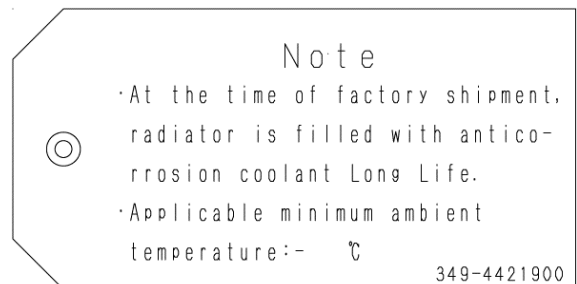 Note
·At the time of factory shipment,
radiator is filled with antico-
rrosion coolant Long Life.
·Applicable minimum ambient
temperature:- ℃
349-4421900